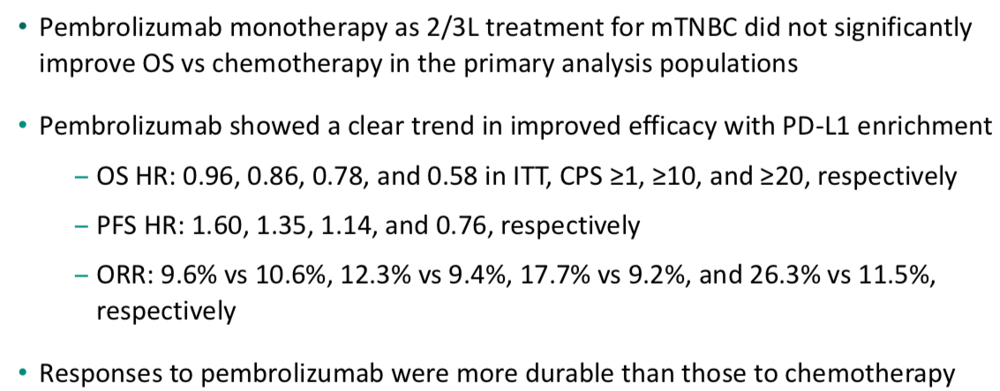 • Pembrolizumab monotherapy as 2/3L treatment for mTNBC did not significantly
improve OS vs chemotherapy in the primary analysis populations
• Pembrolizumab showed a clear trend in improved efficacy with PD-L1 enrichment
– OS HR: 0.96, 0.86, 0.78, and 0.58 in ITT, CPS ≥1, ≥10, and ≥20, respectively
– PFS HR: 1.60, 1.35, 1.14, and 0.76, respectively
– ORR: 9.6% vs 10.6%, 12.3% vs 9.4%, 17.7% vs 9.2%, and 26.3% vs 11.5%,
respectively
• Responses to pembrolizumab were more durable than those to chemotherapy